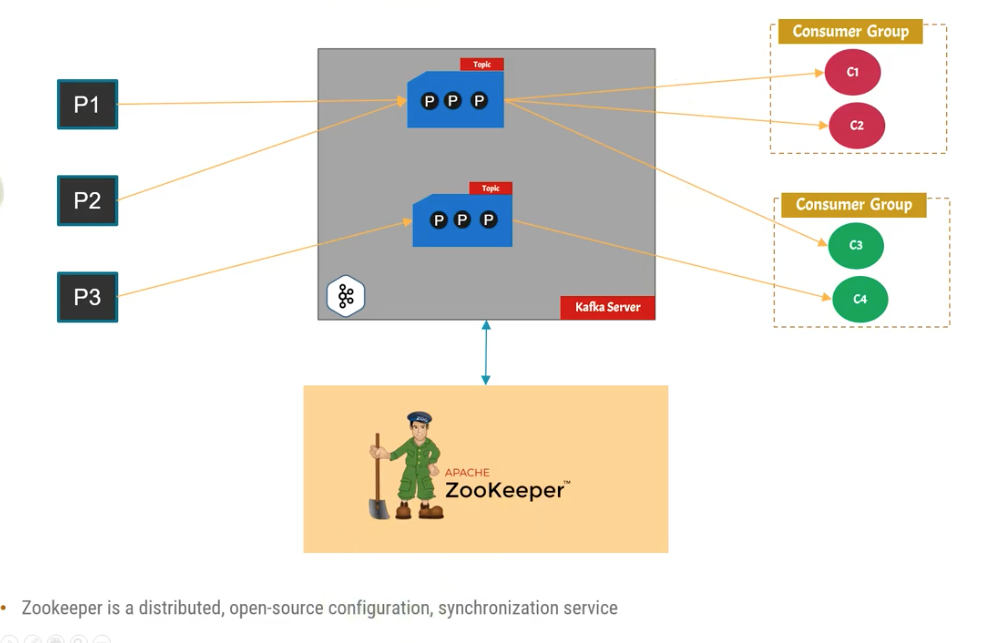 Consumer Group
Topic
C1
P1
P P P
C2
P2
Topic
Consumer Group
P P P
C3
P3
C4
Kafka Server
ZOO
APACHE
ZooKeeper™
• Zookeeper is a distributed, open-source configuration, synchronization service